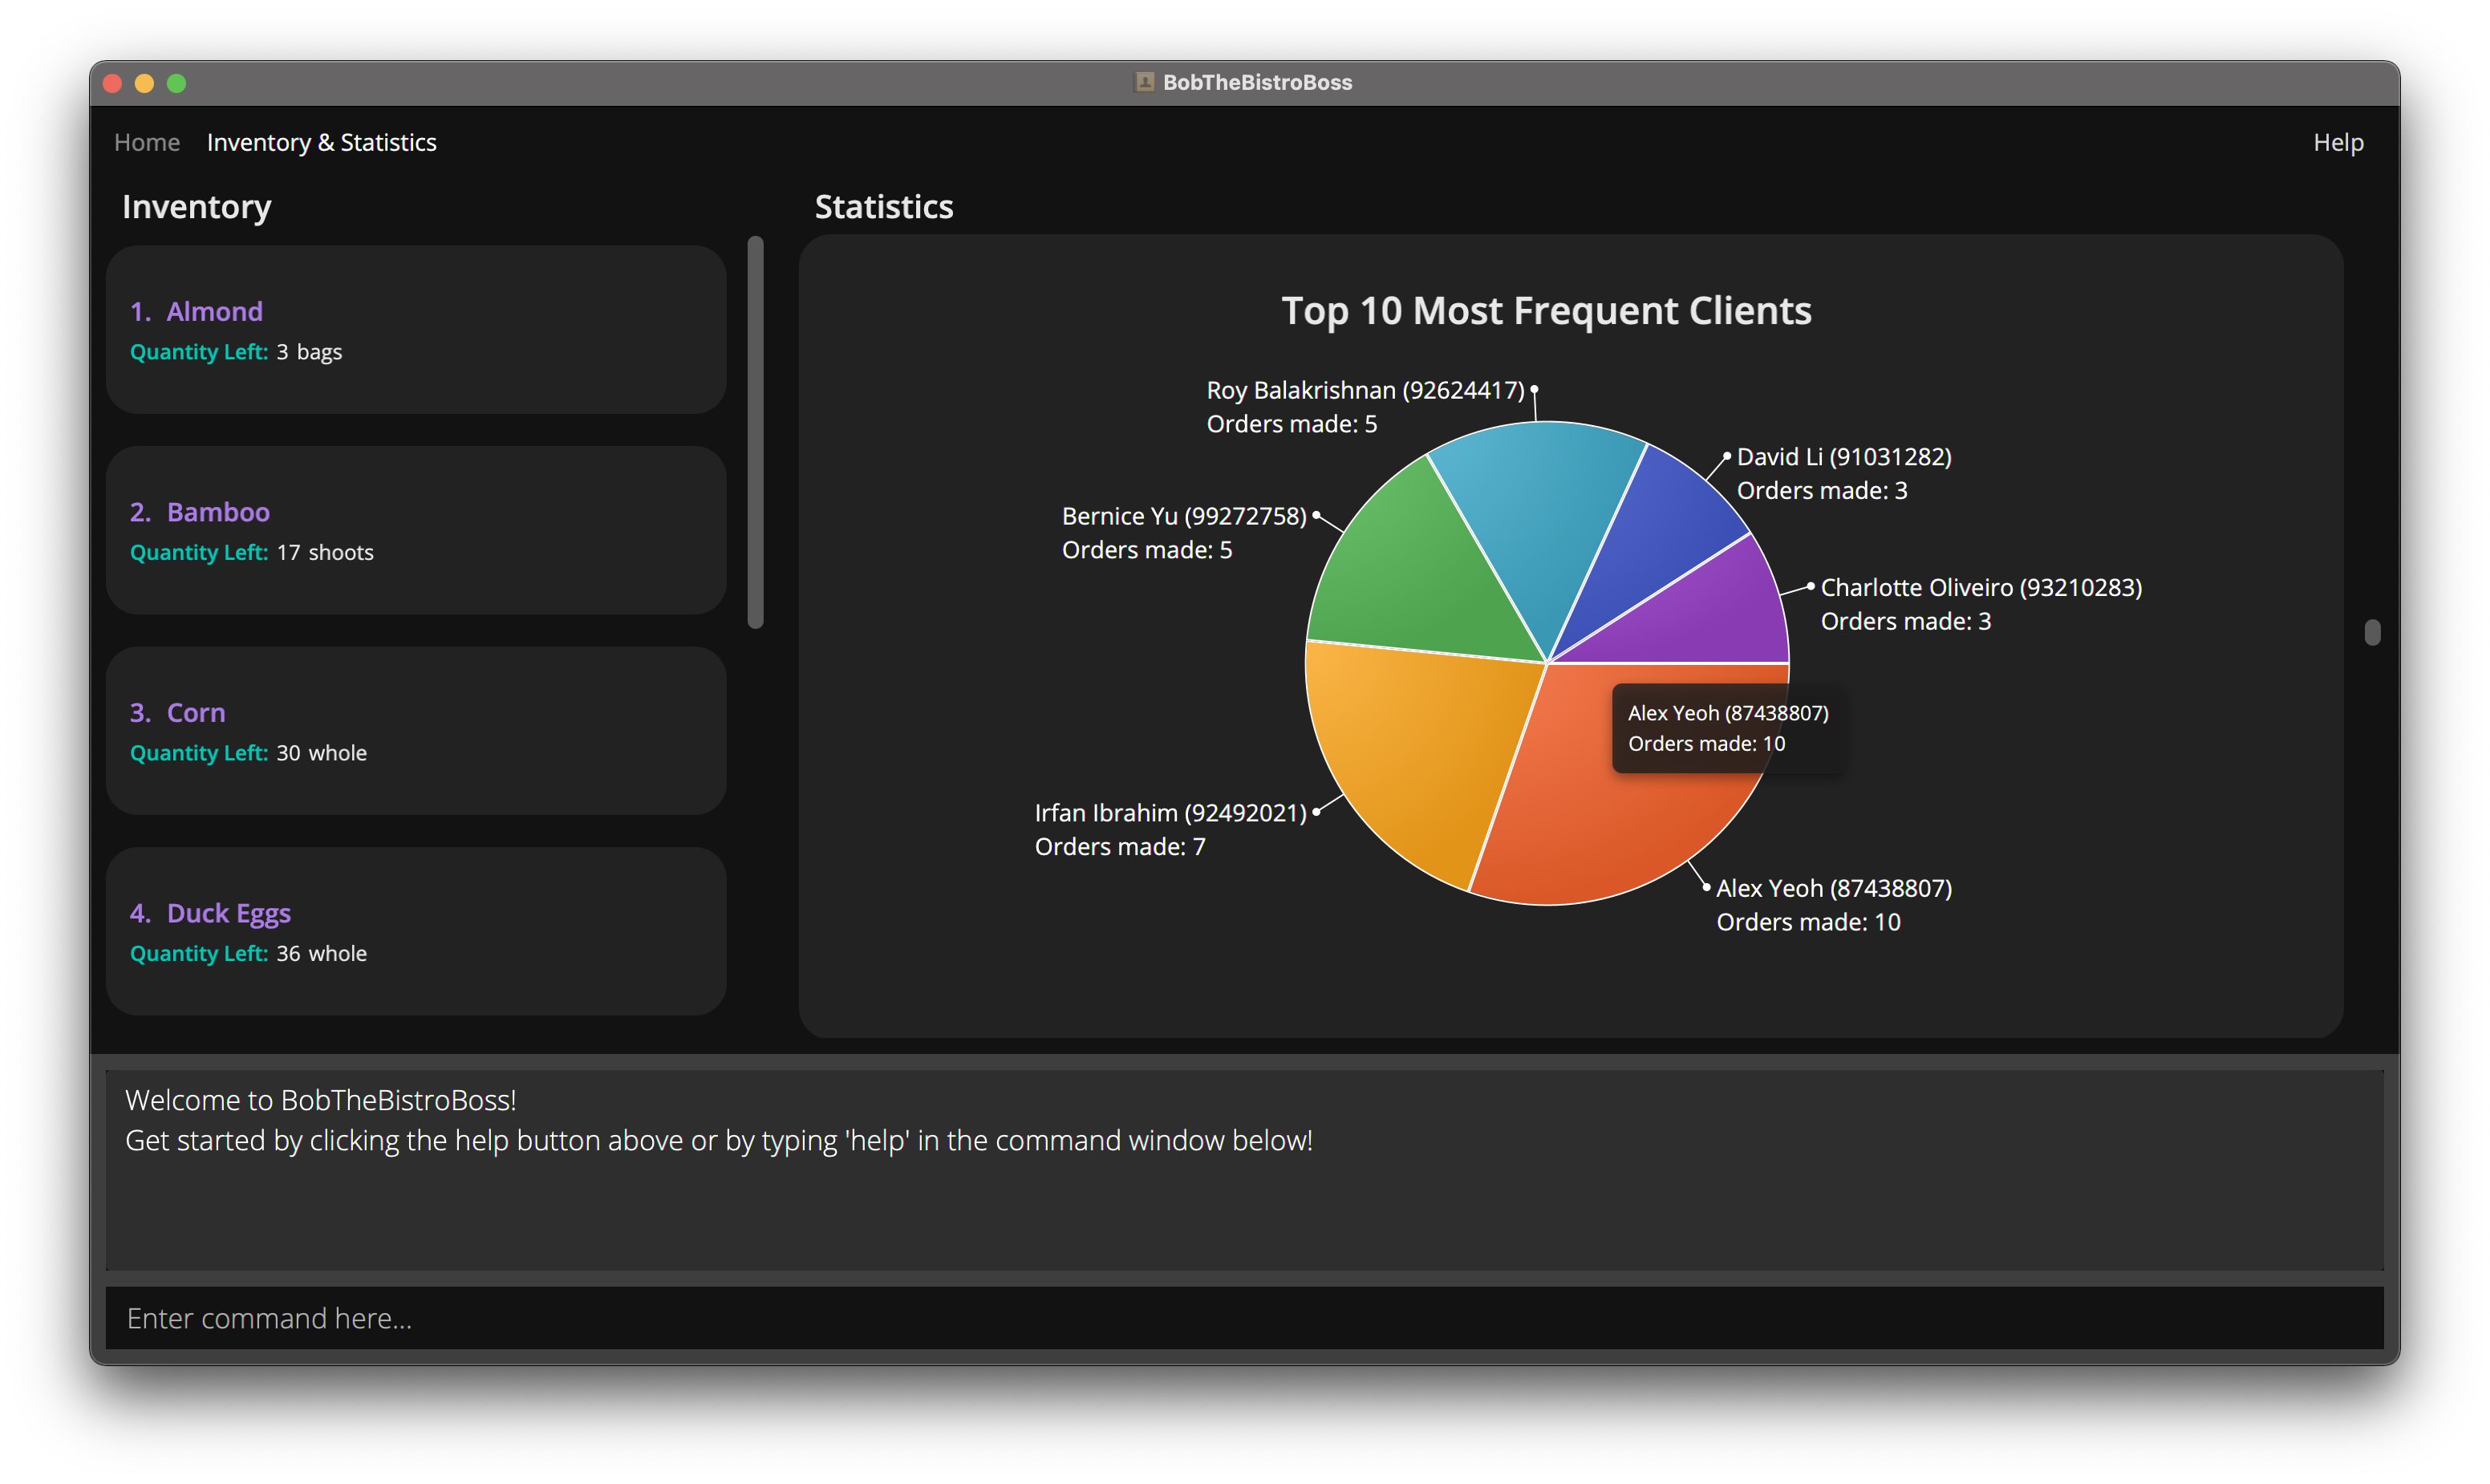 BobTheBistroBoss
Home Inventory & Statistics Help
Inventory
1. Almond
Quantity Left: 3 bags
2. Bamboo
Quantity Left: 17 shoots
3. Corn
Quantity Left: 30 whole
4. Duck Eggs
Quantity Left: 36 whole
Statistics
Top 10 Most Frequent Clients
Roy Balakrishnan (92624417)
Orders made: 5
David Li (91031282)
Orders made: 3
Bernice Yu (99272758)
Orders made: 5
Charlotte Oliveiro (93210283)
Orders made: 3
Alex Yeoh (87438807)
Orders made: 10
Irfan Ibrahim (92492021)
Orders made: 7
Alex Yeoh (87438807)
Orders made: 10
Welcome to BobTheBistroBoss!
Get started by clicking the help button above or by typing 'help' in the command window below!
Enter command here...